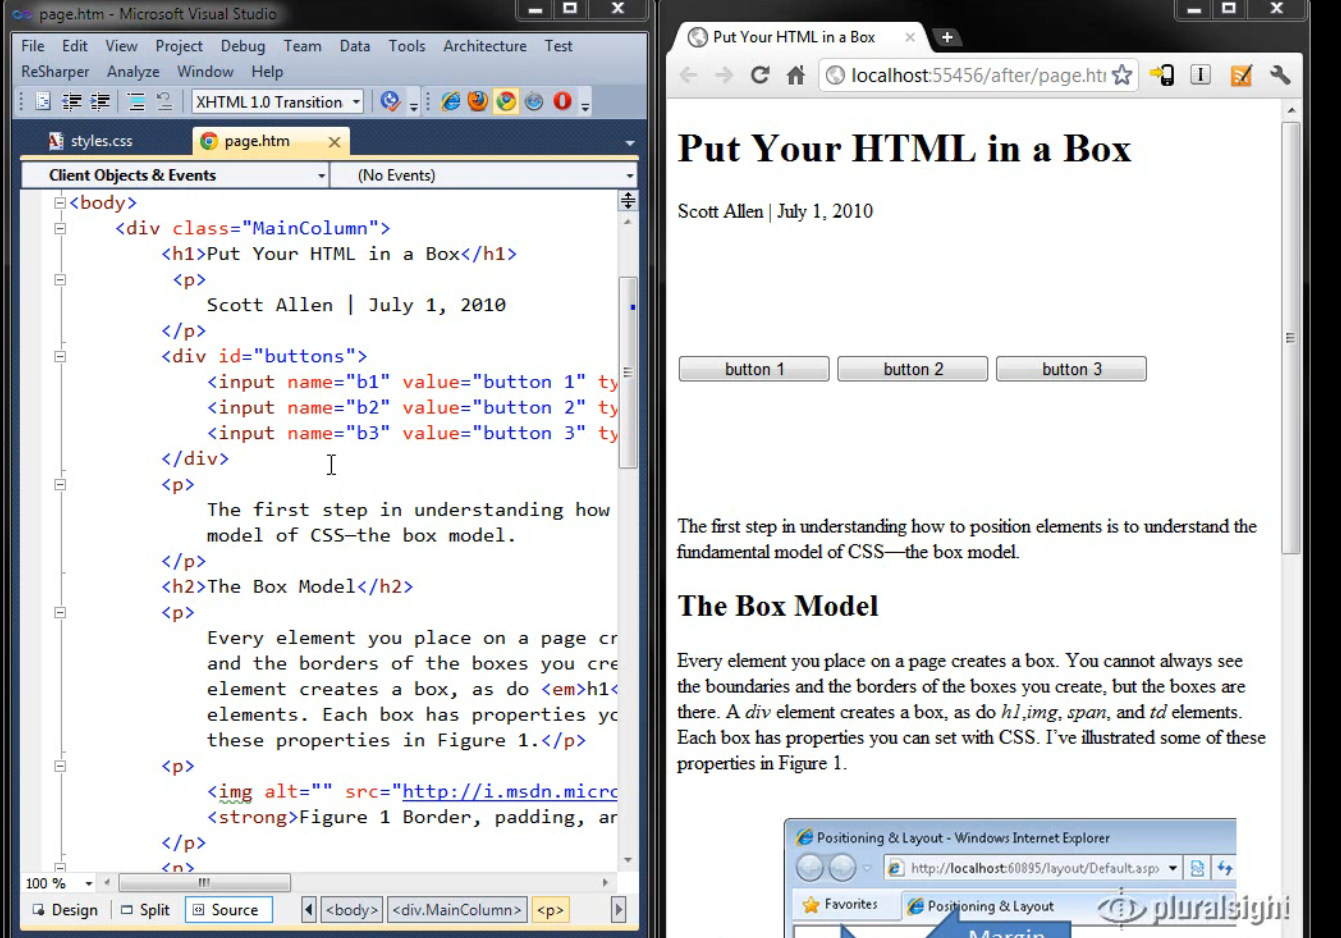 page.htm - Microsoft Visual Studio
File Edit View Project Debug Team Data Tools Architecture Test
ReSharper Analyze Window Help
XHTML 1.0 Transition
styles.css page.htm
Client Objects & Events (No Events)
<body>
<div class="MainColumn">
<h1>Put Your HTML in a Box</h1>
<p>
Scott Allen | July 1, 2010
</p>
<div id="buttons">
<input name="b1" value="button 1" ty
<input name="b2" value="button 2" ty
<input name="b3" value="button 3" ty
</div>
<p>
The first step in understanding how
model of CSS—the box model.
</p>
<h2>The Box Model</h2>
<p>
Every element you place on a page cr
and the borders of the boxes you cre
element creates a box, as do <em>h1<
elements. Each box has properties yo
these properties in Figure 1.</p>
<p>
<img alt="" src="http://i.msdn.micro
<strong>Figure 1 Border, padding, an
</p>
<p>
100 %
Design Split Source <body> <div.MainColumn> <p>
Put Your HTML in a Box
localhost:55456/after/page.htm
Put Your HTML in a Box
Scott Allen | July 1, 2010
button 1 button 2 button 3
The first step in understanding how to position elements is to understand the
fundamental model of CSS—the box model.
The Box Model
Every element you place on a page creates a box. You cannot always see
the boundaries and the borders of the boxes you create, but the boxes are
there. A div element creates a box, as do h1,img, span, and td elements.
Each box has properties you can set with CSS. I've illustrated some of these
properties in Figure 1.
Positioning & Layout - Windows Internet Explorer
http://localhost:60895/layout/Default.asp
Favorites Positioning & Layout
pluralsight
Margin